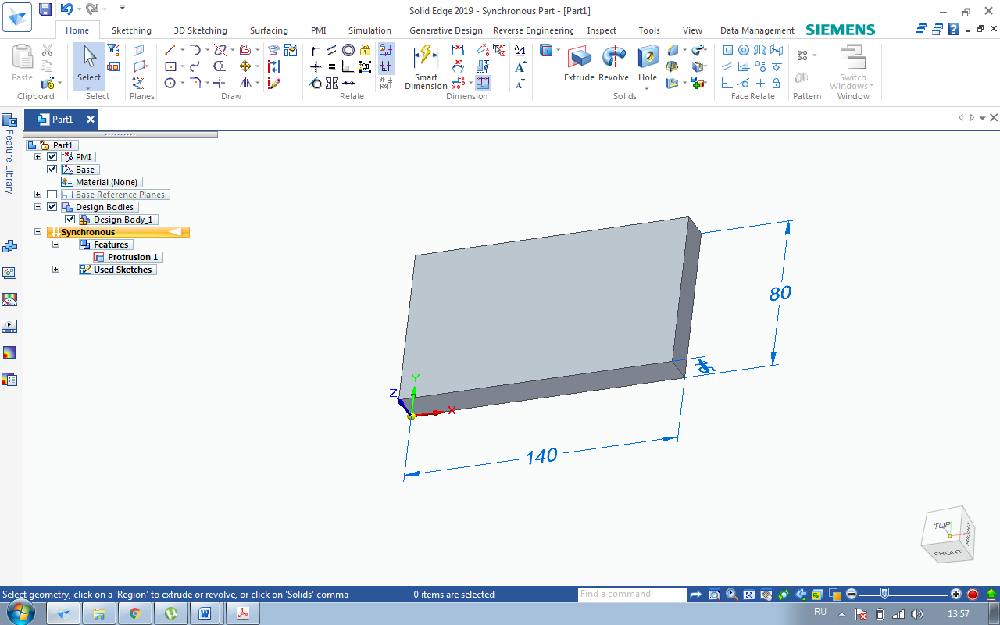 Solid Edge 2019 - Synchronous Part - [Part1]
Home Sketching 3D Sketching Surfacing PMI Simulation Generative Design Reverse Engineering Inspect Tools View Data Management SIEMENS
Paste Select Smart Dimension Extrude Revolve Hole Switch Windows
Clipboard Select Planes Draw Relate Dimension Solids Face Relate Pattern Window
Part1
Feature Library
Part1
PMI
Base
Material (None)
Base Reference Planes
Design Bodies
Design Body_1
Synchronous
Features
Protrusion 1
Used Sketches
80
15
Y
Z
X
140
TOP
FRONT
Select geometry, click on a 'Region' to extrude or revolve, or click on 'Solids' comma 0 items are selected Find a command
RU 13:57